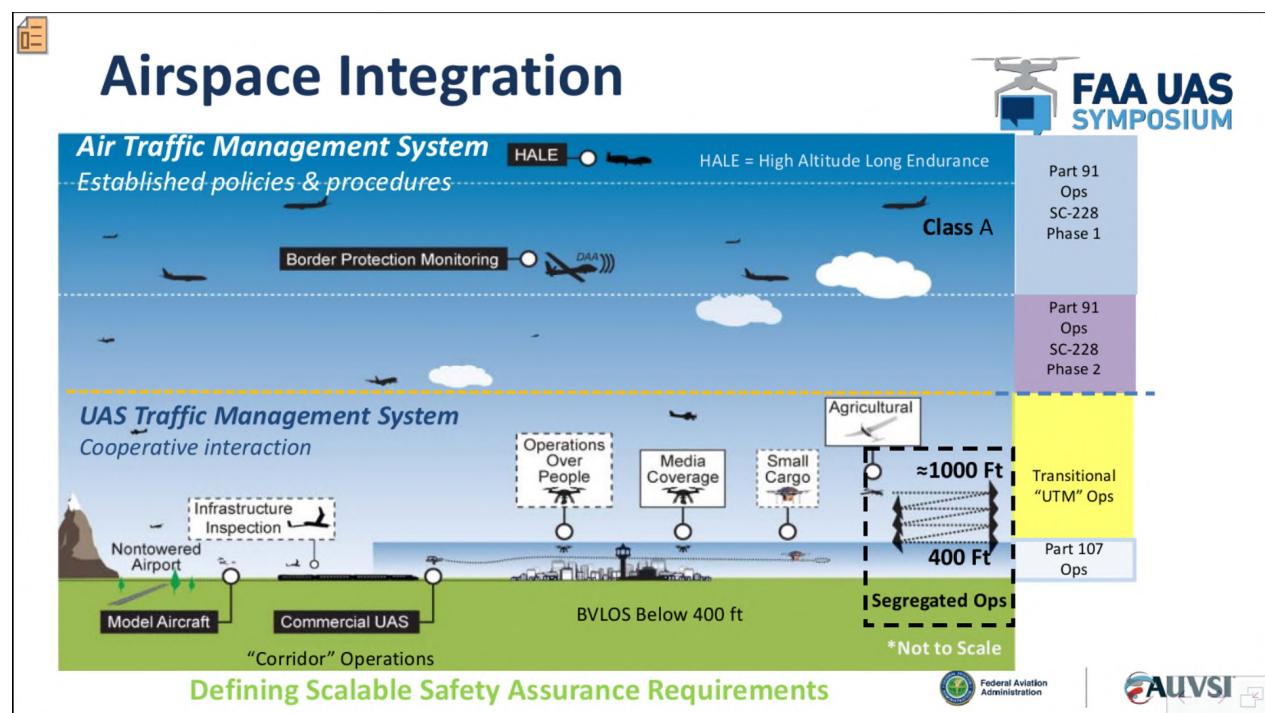 Airspace Integration
FAA UAS
SYMPOSIUM
Air Traffic Management System
Established policies & procedures
HALE
HALE = High Altitude Long Endurance
Class A
Border Protection Monitoring
DAA
Part 91
Ops
SC-228
Phase 1
Part 91
Ops
SC-228
Phase 2
UAS Traffic Management System
Cooperative interaction
Operations
Over
People
Media
Coverage
Small
Cargo
Agricultural
≈1000 Ft
400 Ft
Segregated Ops
Transitional
"UTM" Ops
Part 107
Ops
Infrastructure
Inspection
Nontowered
Airport
Model Aircraft
Commercial UAS
BVLOS Below 400 ft
"Corridor" Operations
*Not to Scale
Defining Scalable Safety Assurance Requirements
Federal Aviation
Administration
AUVSI